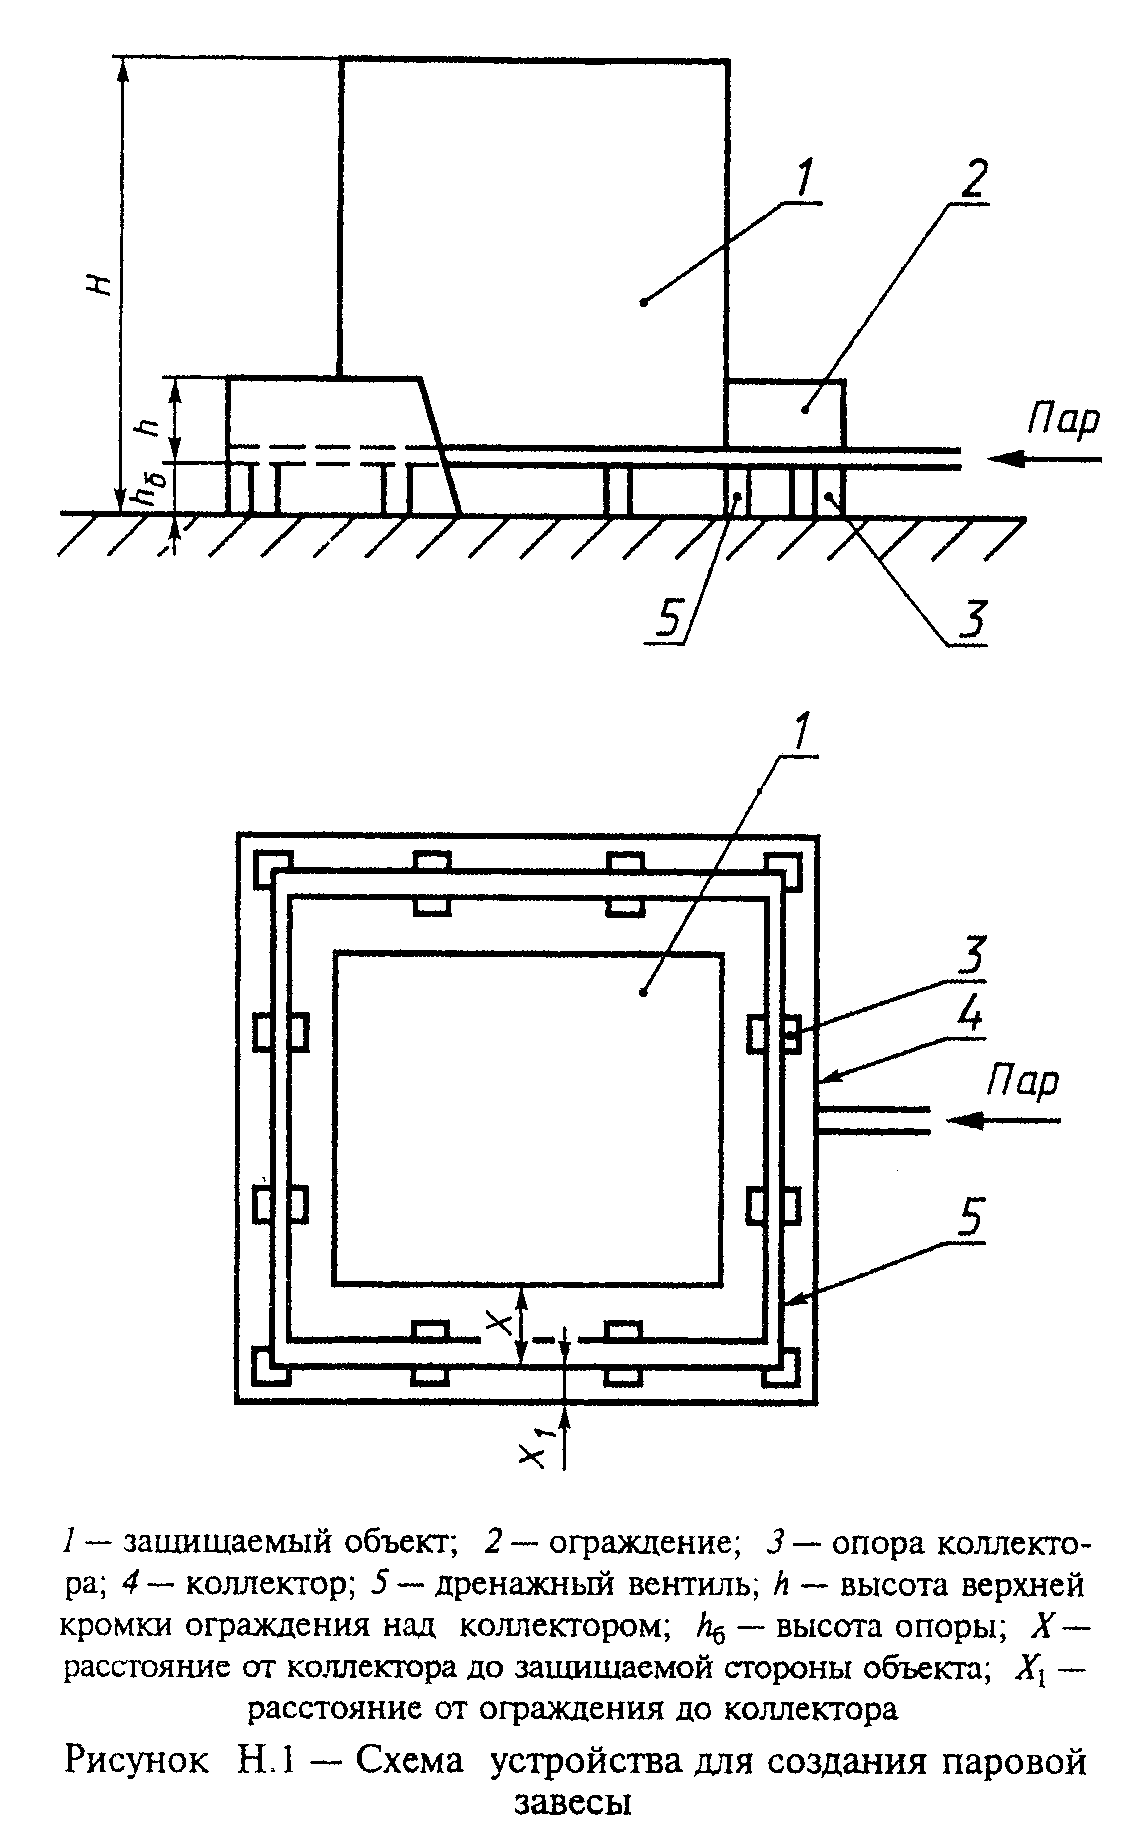 1
2
H
h
hб
Пар
5
3
1
3
4
Пар
5
X
X1
1 — защищаемый объект; 2 — ограждение; 3 — опора коллекто-
ра; 4 — коллектор; 5 — дренажный вентиль; h — высота верхней
кромки ограждения над коллектором; hб — высота опоры; X —
расстояние от коллектора до защищаемой стороны объекта; X1 —
расстояние от ограждения до коллектора
Рисунок Н.1 — Схема устройства для создания паровой
завесы